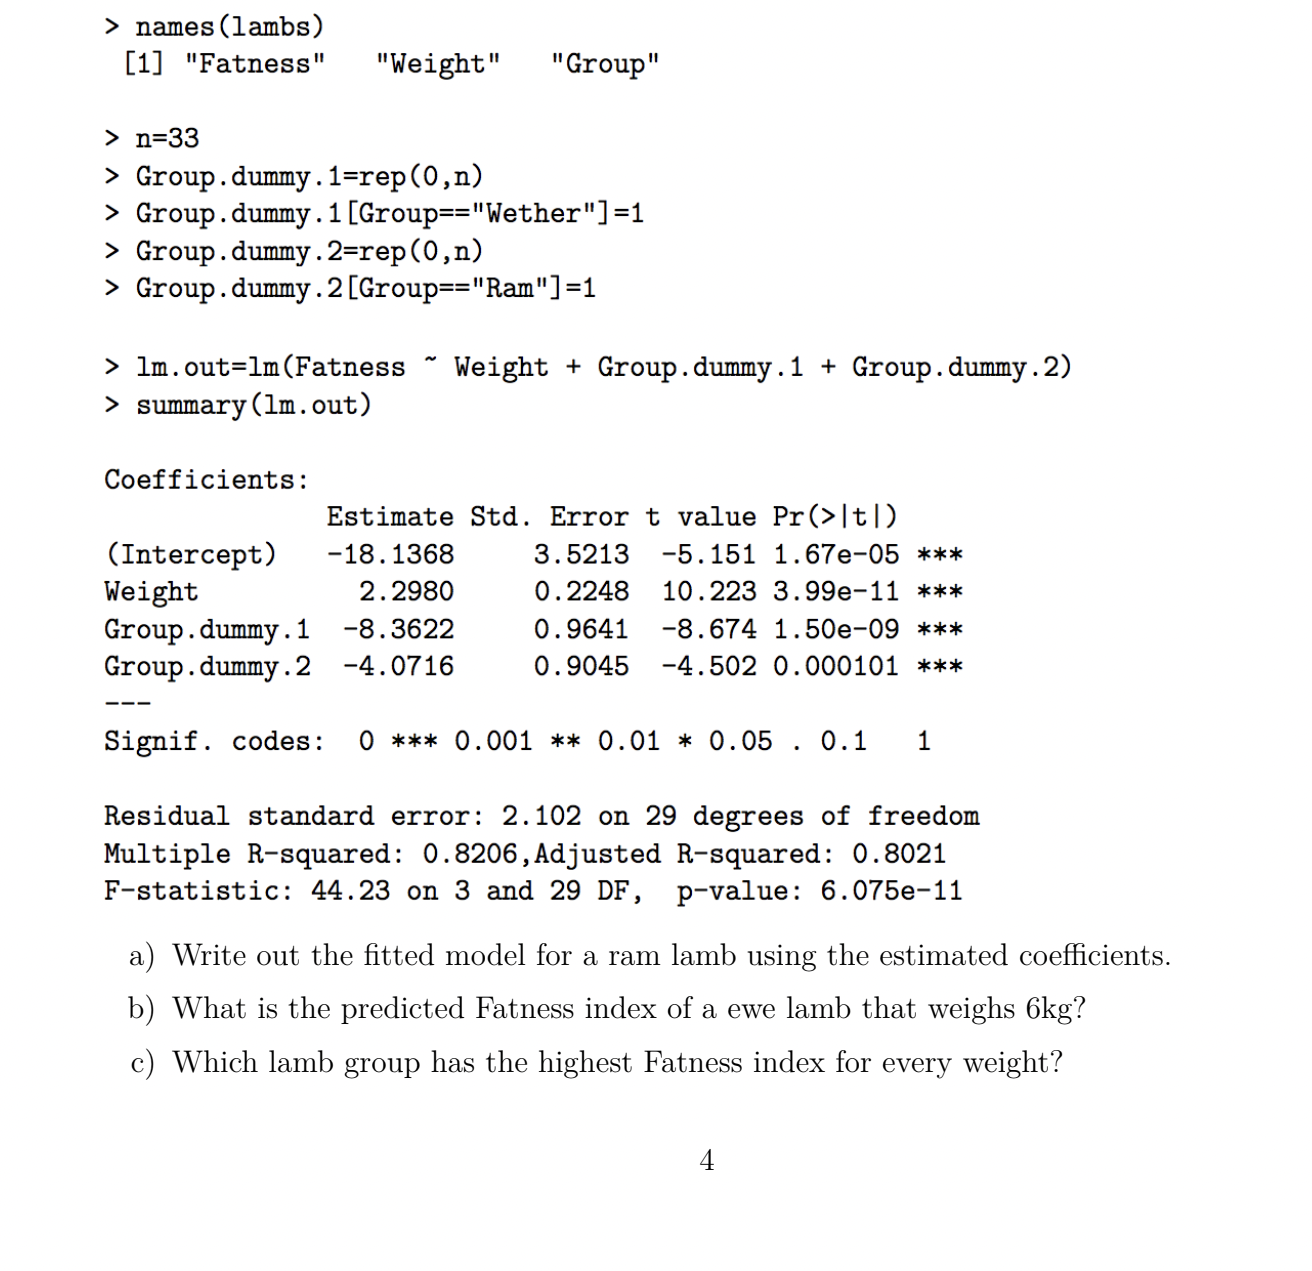 > names(lambs)
[1] "Fatness" "Weight" "Group"
> n=33
> Group.dummy.1=rep(0,n)
> Group.dummy.1[Group=="Wether"]=1
> Group.dummy.2=rep(0,n)
> Group.dummy.2[Group=="Ram"]=1
> lm.out=lm(Fatness ~ Weight + Group.dummy.1 + Group.dummy.2)
> summary(lm.out)
Coefficients:
Estimate Std. Error t value Pr(>|t|)
(Intercept) -18.1368 3.5213 -5.151 1.67e-05 ***
Weight 2.2980 0.2248 10.223 3.99e-11 ***
Group.dummy.1 -8.3622 0.9641 -8.674 1.50e-09 ***
Group.dummy.2 -4.0716 0.9045 -4.502 0.000101 ***
---
Signif. codes: 0 *** 0.001 ** 0.01 * 0.05 . 0.1 1
Residual standard error: 2.102 on 29 degrees of freedom
Multiple R-squared: 0.8206,Adjusted R-squared: 0.8021
F-statistic: 44.23 on 3 and 29 DF, p-value: 6.075e-11
a) Write out the fitted model for a ram lamb using the estimated coefficients.
b) What is the predicted Fatness index of a ewe lamb that weighs 6kg?
c) Which lamb group has the highest Fatness index for every weight?
4